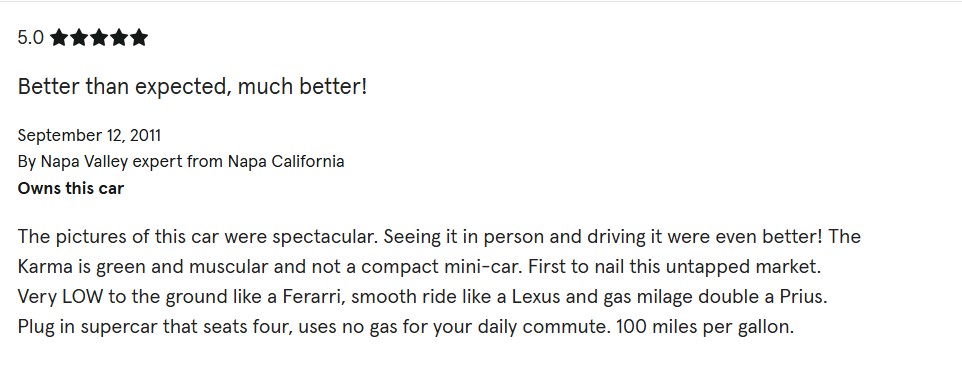 5.0
Better than expected, much better!
September 12, 2011
By Napa Valley expert from Napa California
Owns this car
The pictures of this car were spectacular. Seeing it in person and driving it were even better! The
Karma is green and muscular and not a compact mini-car. First to nail this untapped market.
Very LOW to the ground like a Ferarri, smooth ride like a Lexus and gas milage double a Prius.
Plug in supercar that seats four, uses no gas for your daily commute. 100 miles per gallon.